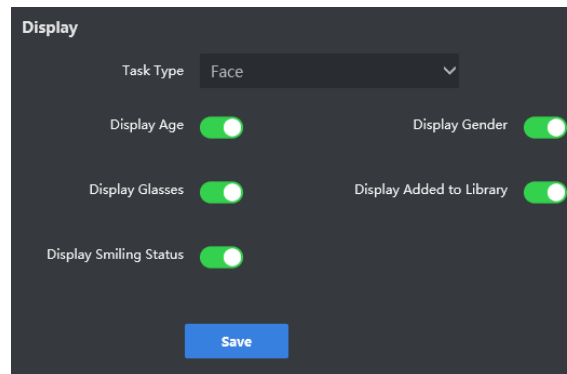 Display
Task Type Face
Display Age Display Gender
Display Glasses Display Added to Library
Display Smiling Status
Save